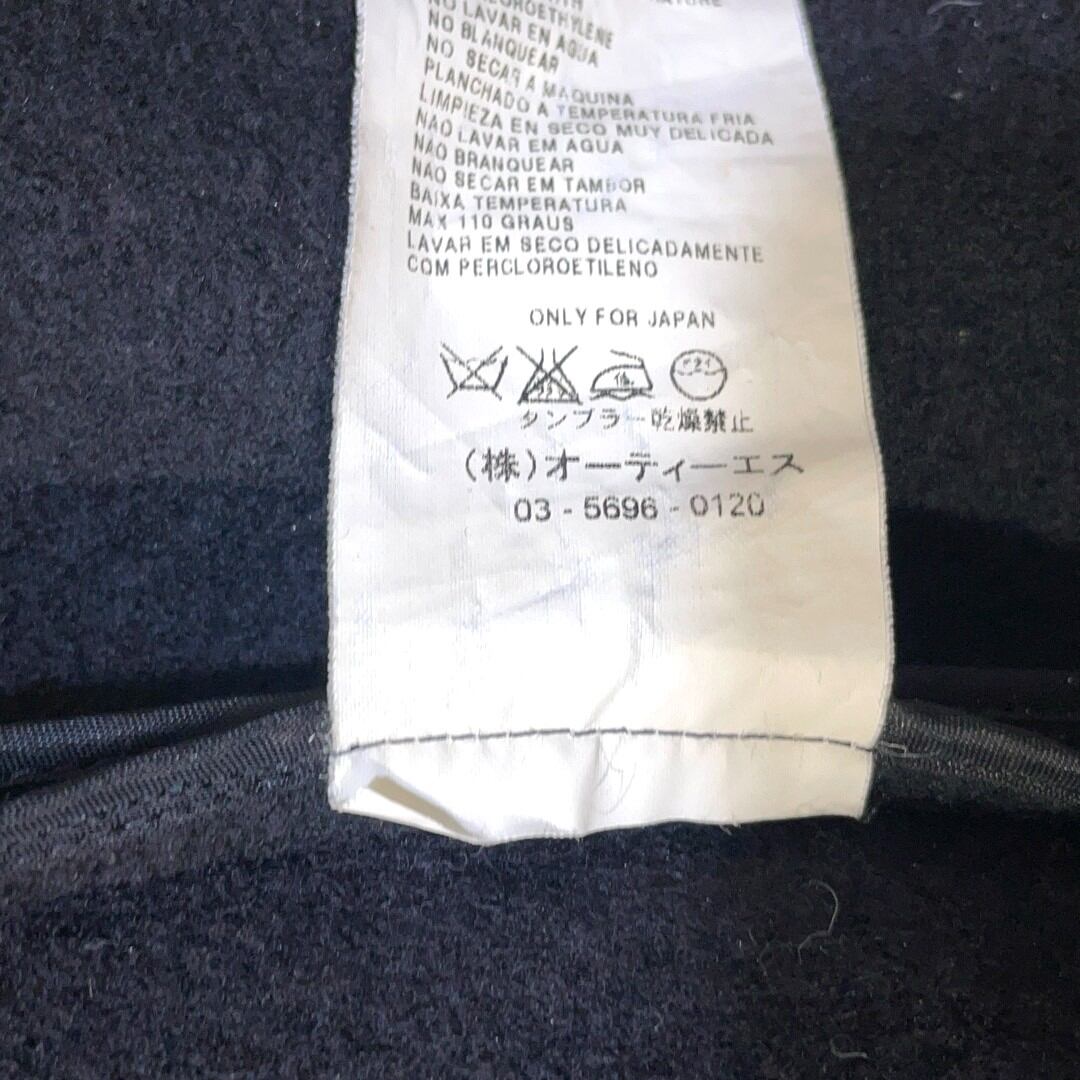 NATURE
CLOROETHYLENE
NO LAVAR EN AGUA
NO BLANQUEAR
NO SECAR A MAQUINA
PLANCHADO A TEMPERATURA FRIA
LIMPIEZA EN SECO MUY DELICADA
NAO LAVAR EM AGUA
NAO BRANQUEAR
NAO SECAR EM TAMBOR
BAIXA TEMPERATURA
MAX 110 GRAUS
LAVAR EM SECO DELICADAMENTE
COM PERCLOROETILENO
ONLY FOR JAPAN
タンブラー乾燥禁止
(株)オーティーエス
03 - 5696 - 0120